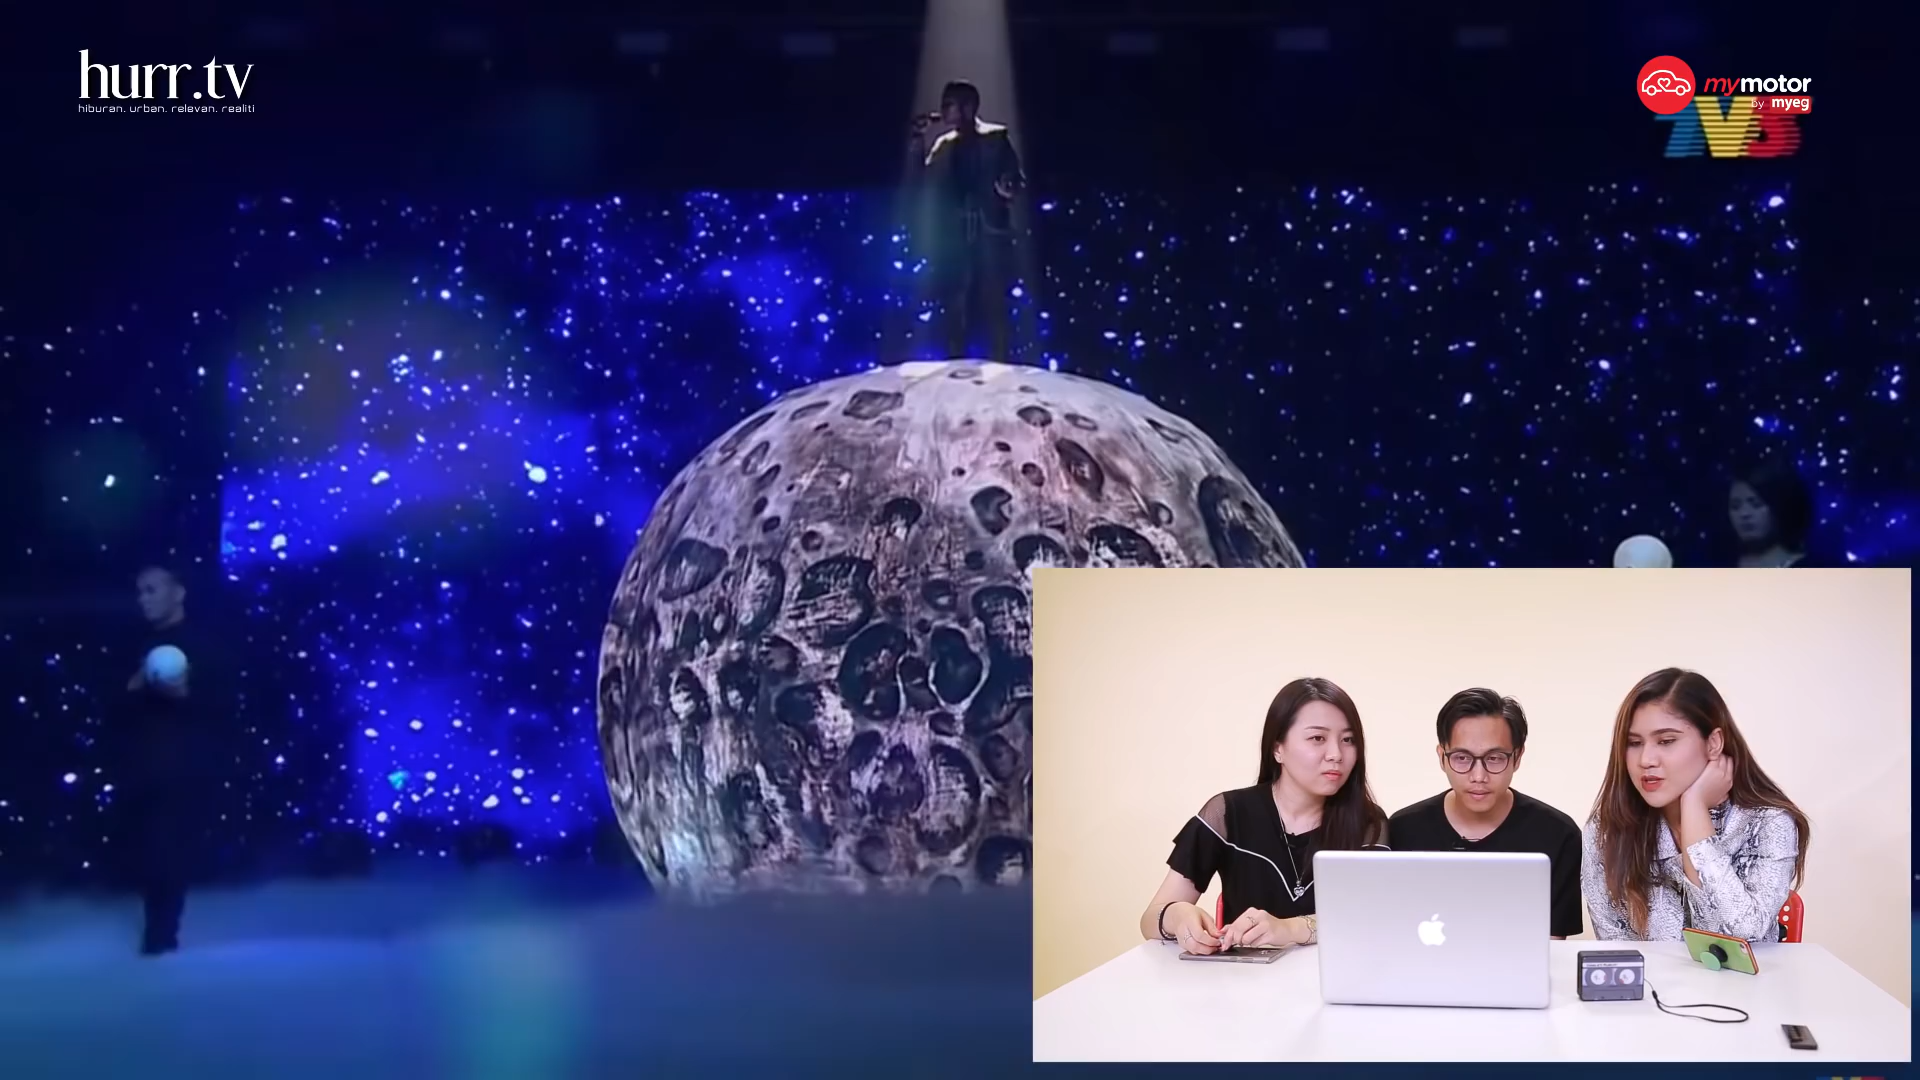 hurr.tv
hiburan. urban. relevan. realiti
mymotor
by myeg
TV3